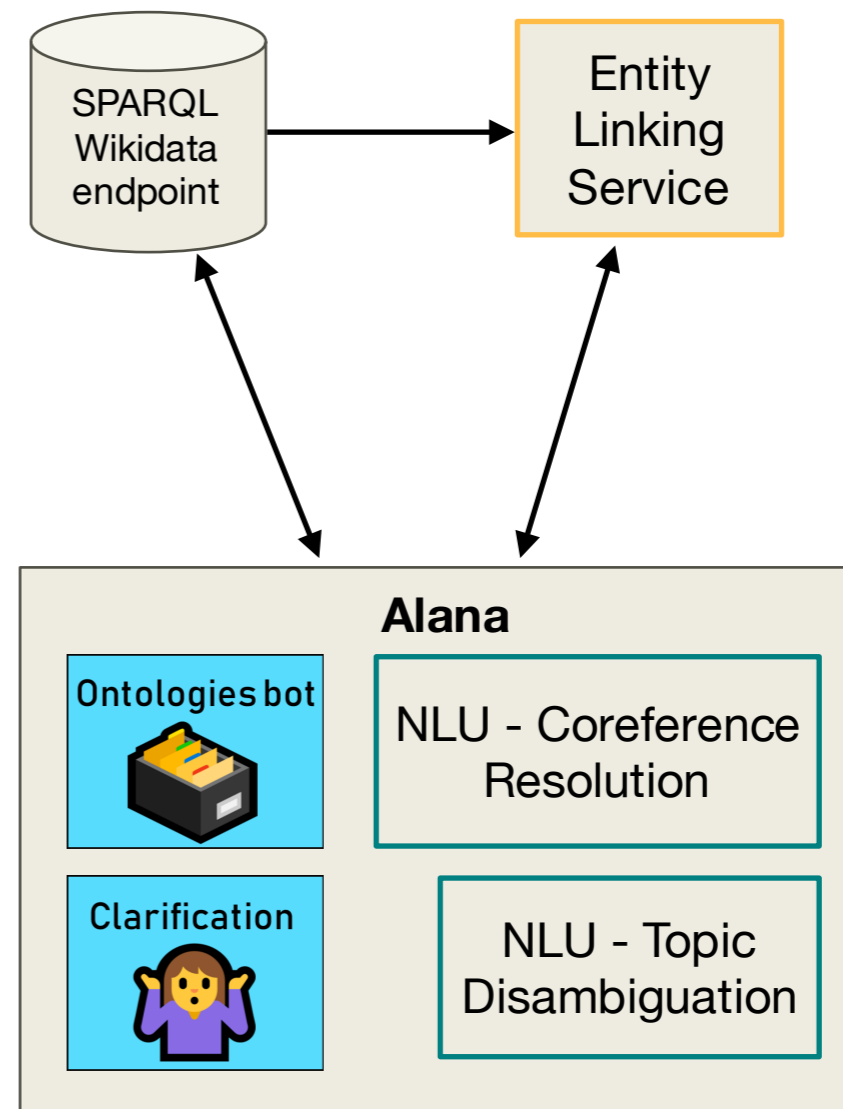 SPARQL
Wikidata
endpoint
Entity
Linking
Service
Alana
Ontologies bot
NLU - Coreference
Resolution
Clarification
NLU - Topic
Disambiguation